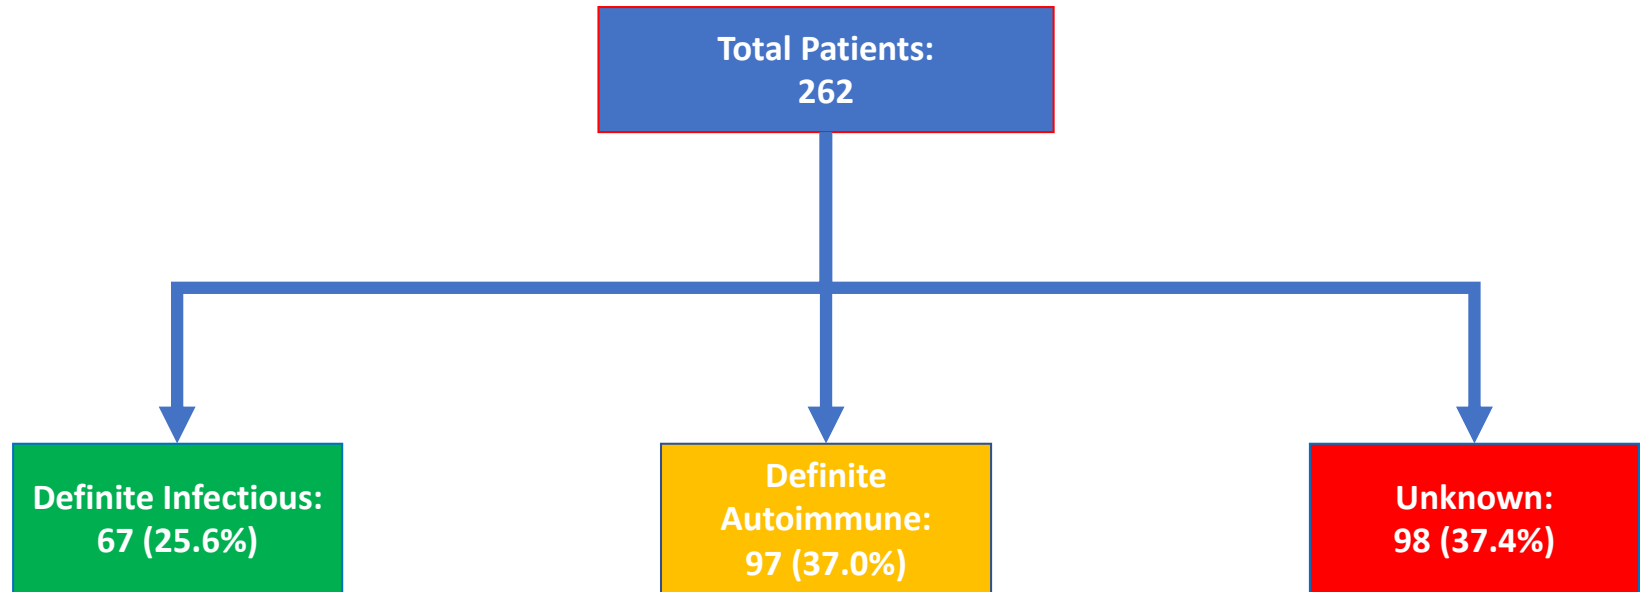 Total Patients:
262
Definite Infectious:
67 (25.6%)
Definite
Autoimmune:
97 (37.0%)
Unknown:
98 (37.4%)